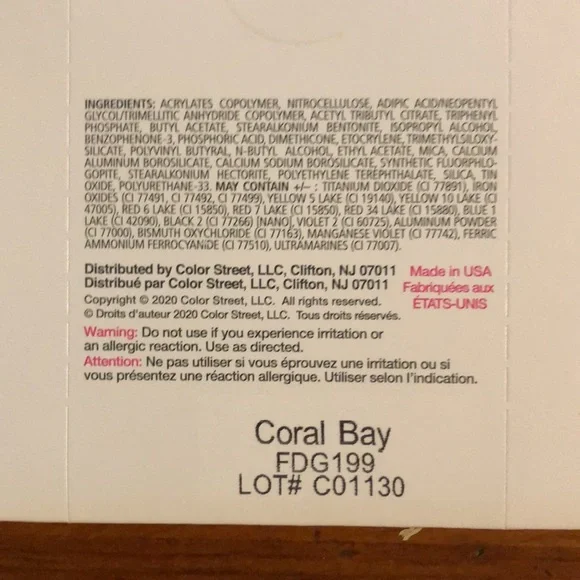 INGREDIENTS: ACRYLATES COPOLYMER, NITROCELLULOSE, ADIPIC ACID/NEOPENTYL
GLYCOL/TRIMELLITIC ANHYDRIDE COPOLYMER, ACETYL TRIBUTYL CITRATE, TRIPHENYL
PHOSPHATE, BUTYL ACETATE, STEARALKONIUM BENTONITE, ISOPROPYL ALCOHOL,
BENZOPHENONE-3, PHOSPHORIC ACID, DIMETHICONE, ETOCRYLENE, TRIMETHYLSILOXY-
SILICATE, POLYVINYL BUTYRAL, N-BUTYL ALCOHOL, ETHYL ACETATE, MICA, CALCIUM
ALUMINUM BOROSILICATE, CALCIUM SODIUM BOROSILICATE, SYNTHETIC FLUORPHLO-
GOPITE, STEARALKONIUM HECTORITE, POLYETHYLENE TEREPHTHALATE, SILICA, TIN
OXIDE, POLYURETHANE-33. MAY CONTAIN +/– : TITANIUM DIOXIDE (CI 77891), IRON
OXIDES (CI 77491, CI 77492, CI 77499), YELLOW 5 LAKE (CI 19140), YELLOW 10 LAKE (CI
47005), RED 6 LAKE (CI 15850), RED 7 LAKE (CI 15850), RED 34 LAKE (CI 15880), BLUE 1
LAKE (CI 42090), BLACK 2 (CI 77266) [NANO], VIOLET 2 (CI 60725), ALUMINUM POWDER
(CI 77000), BISMUTH OXYCHLORIDE (CI 77163), MANGANESE VIOLET (CI 77742), FERRIC
AMMONIUM FERROCYANIDE (CI 77510), ULTRAMARINES (CI 77007).
Distributed by Color Street, LLC, Clifton, NJ 07011
Distribué par Color Street, LLC, Clifton, NJ 07011
Made in USA
Fabriquées aux
ÉTATS-UNIS
Copyright © 2020 Color Street, LLC. All rights reserved.
© Droits d'auteur 2020 Color Street, LLC. Tous droits réservés.
Warning: Do not use if you experience irritation or
an allergic reaction. Use as directed.
Attention: Ne pas utiliser si vous éprouvez une irritation ou si
vous présentez une réaction allergique. Utiliser selon l'indication.
Coral Bay
FDG199
LOT# C01130